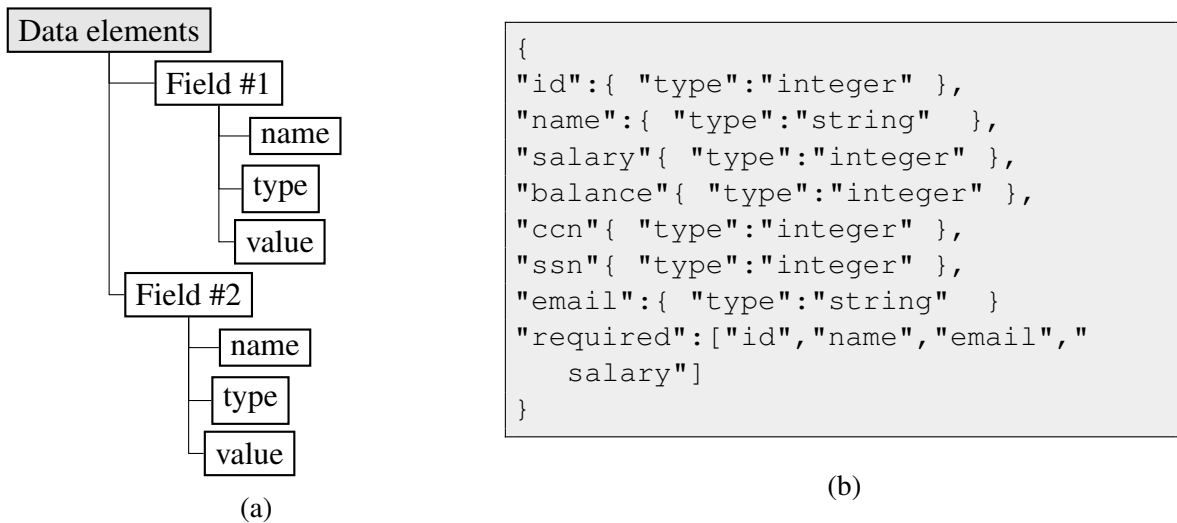 Data elements
Field #1
name
type
value
Field #2
name
type
value
(a)
{
"id":{ "type":"integer" },
"name":{ "type":"string"  },
"salary"{ "type":"integer" },
"balance"{ "type":"integer" },
"ccn"{ "type":"integer" },
"ssn"{ "type":"integer" },
"email":{ "type":"string"  }
"required":["id","name","email","
   salary"]
}
(b)